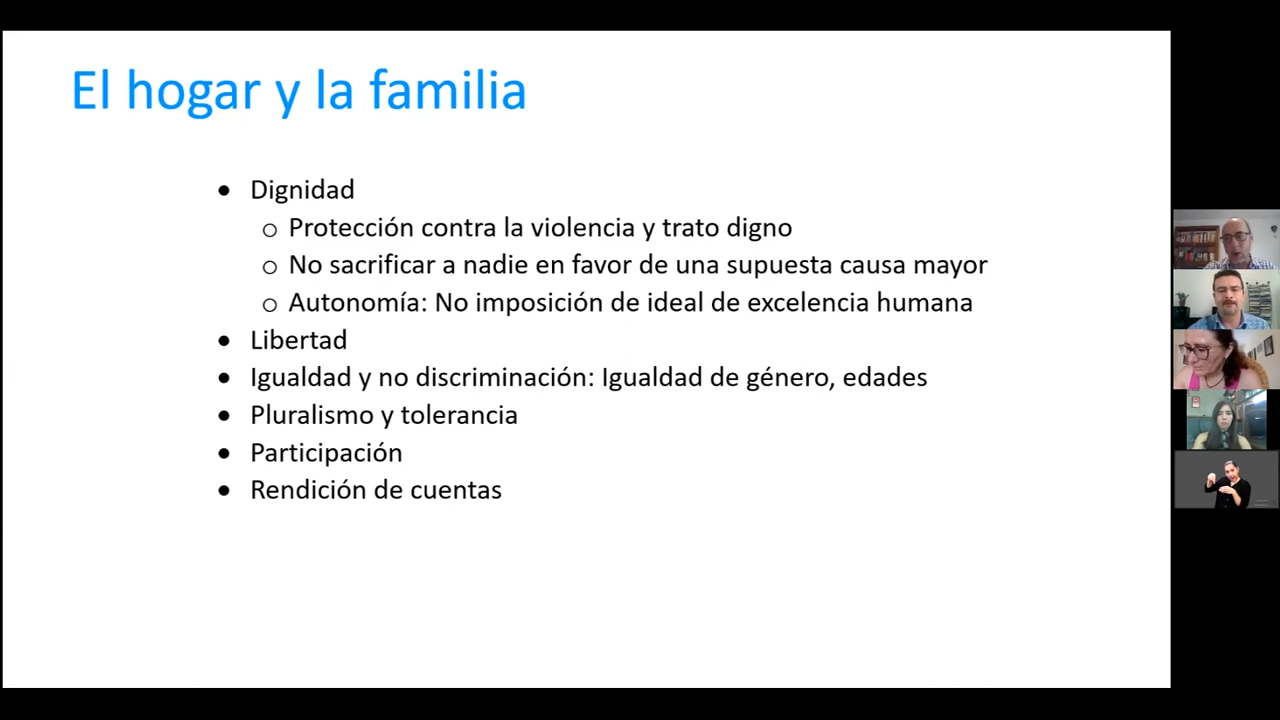 El hogar y la familia
• Dignidad
o Protección contra la violencia y trato digno
o No sacrificar a nadie en favor de una supuesta causa mayor
o Autonomía: No imposición de ideal de excelencia humana
• Libertad
• Igualdad y no discriminación: Igualdad de género, edades
• Pluralismo y tolerancia
• Participación
• Rendición de cuentas